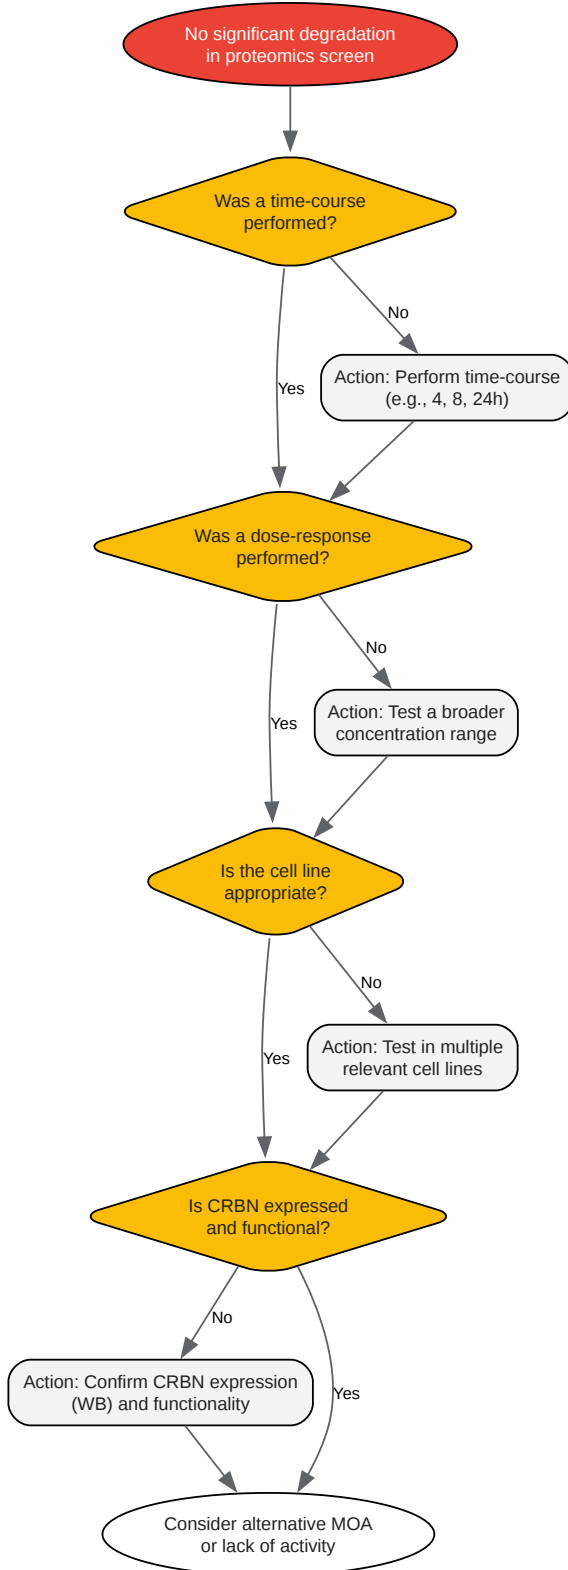 No significant degradation
in proteomics screen
Was a time-course
performed?
No
Action: Perform time-course
(e.g., 4, 8, 24h)
Yes
Was a dose-response
performed?
No
Action: Test a broader
concentration range
Yes
Is the cell line
appropriate?
No
Action: Test in multiple
relevant cell lines
Yes
Is CRBN expressed
and functional?
No
Action: Confirm CRBN expression
(WB) and functionality
Yes
Consider alternative MOA
or lack of activity